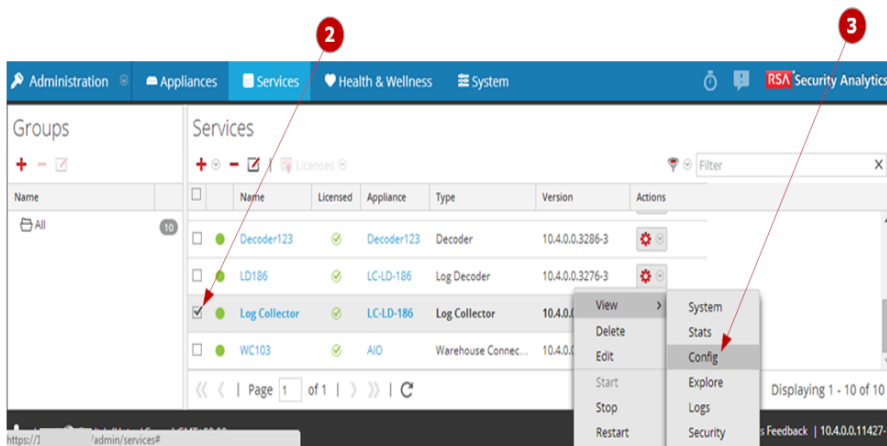 2
3
Administration Appliances Services Health & Wellness System RSA Security Analytics
Groups
Services
Licenses
Filter X
Name
Name Licensed Appliance Type Version Actions
All 10
Decoder123 Decoder123 Decoder 10.4.0.0.3286-3
LD186 LC-LD-186 Log Decoder 10.4.0.0.3276-3
Log Collector LC-LD-186 Log Collector 10.4.0.
WC103 AIO Warehouse Connec... 10.4.0.0
View
Delete
Edit
Start
Stop
Restart
System
Stats
Config
Explore
Logs
Security
Page 1 of 1
Displaying 1 - 10 of 10
https://1 /admin/services#
s Feedback | 10.4.0.0.11427-